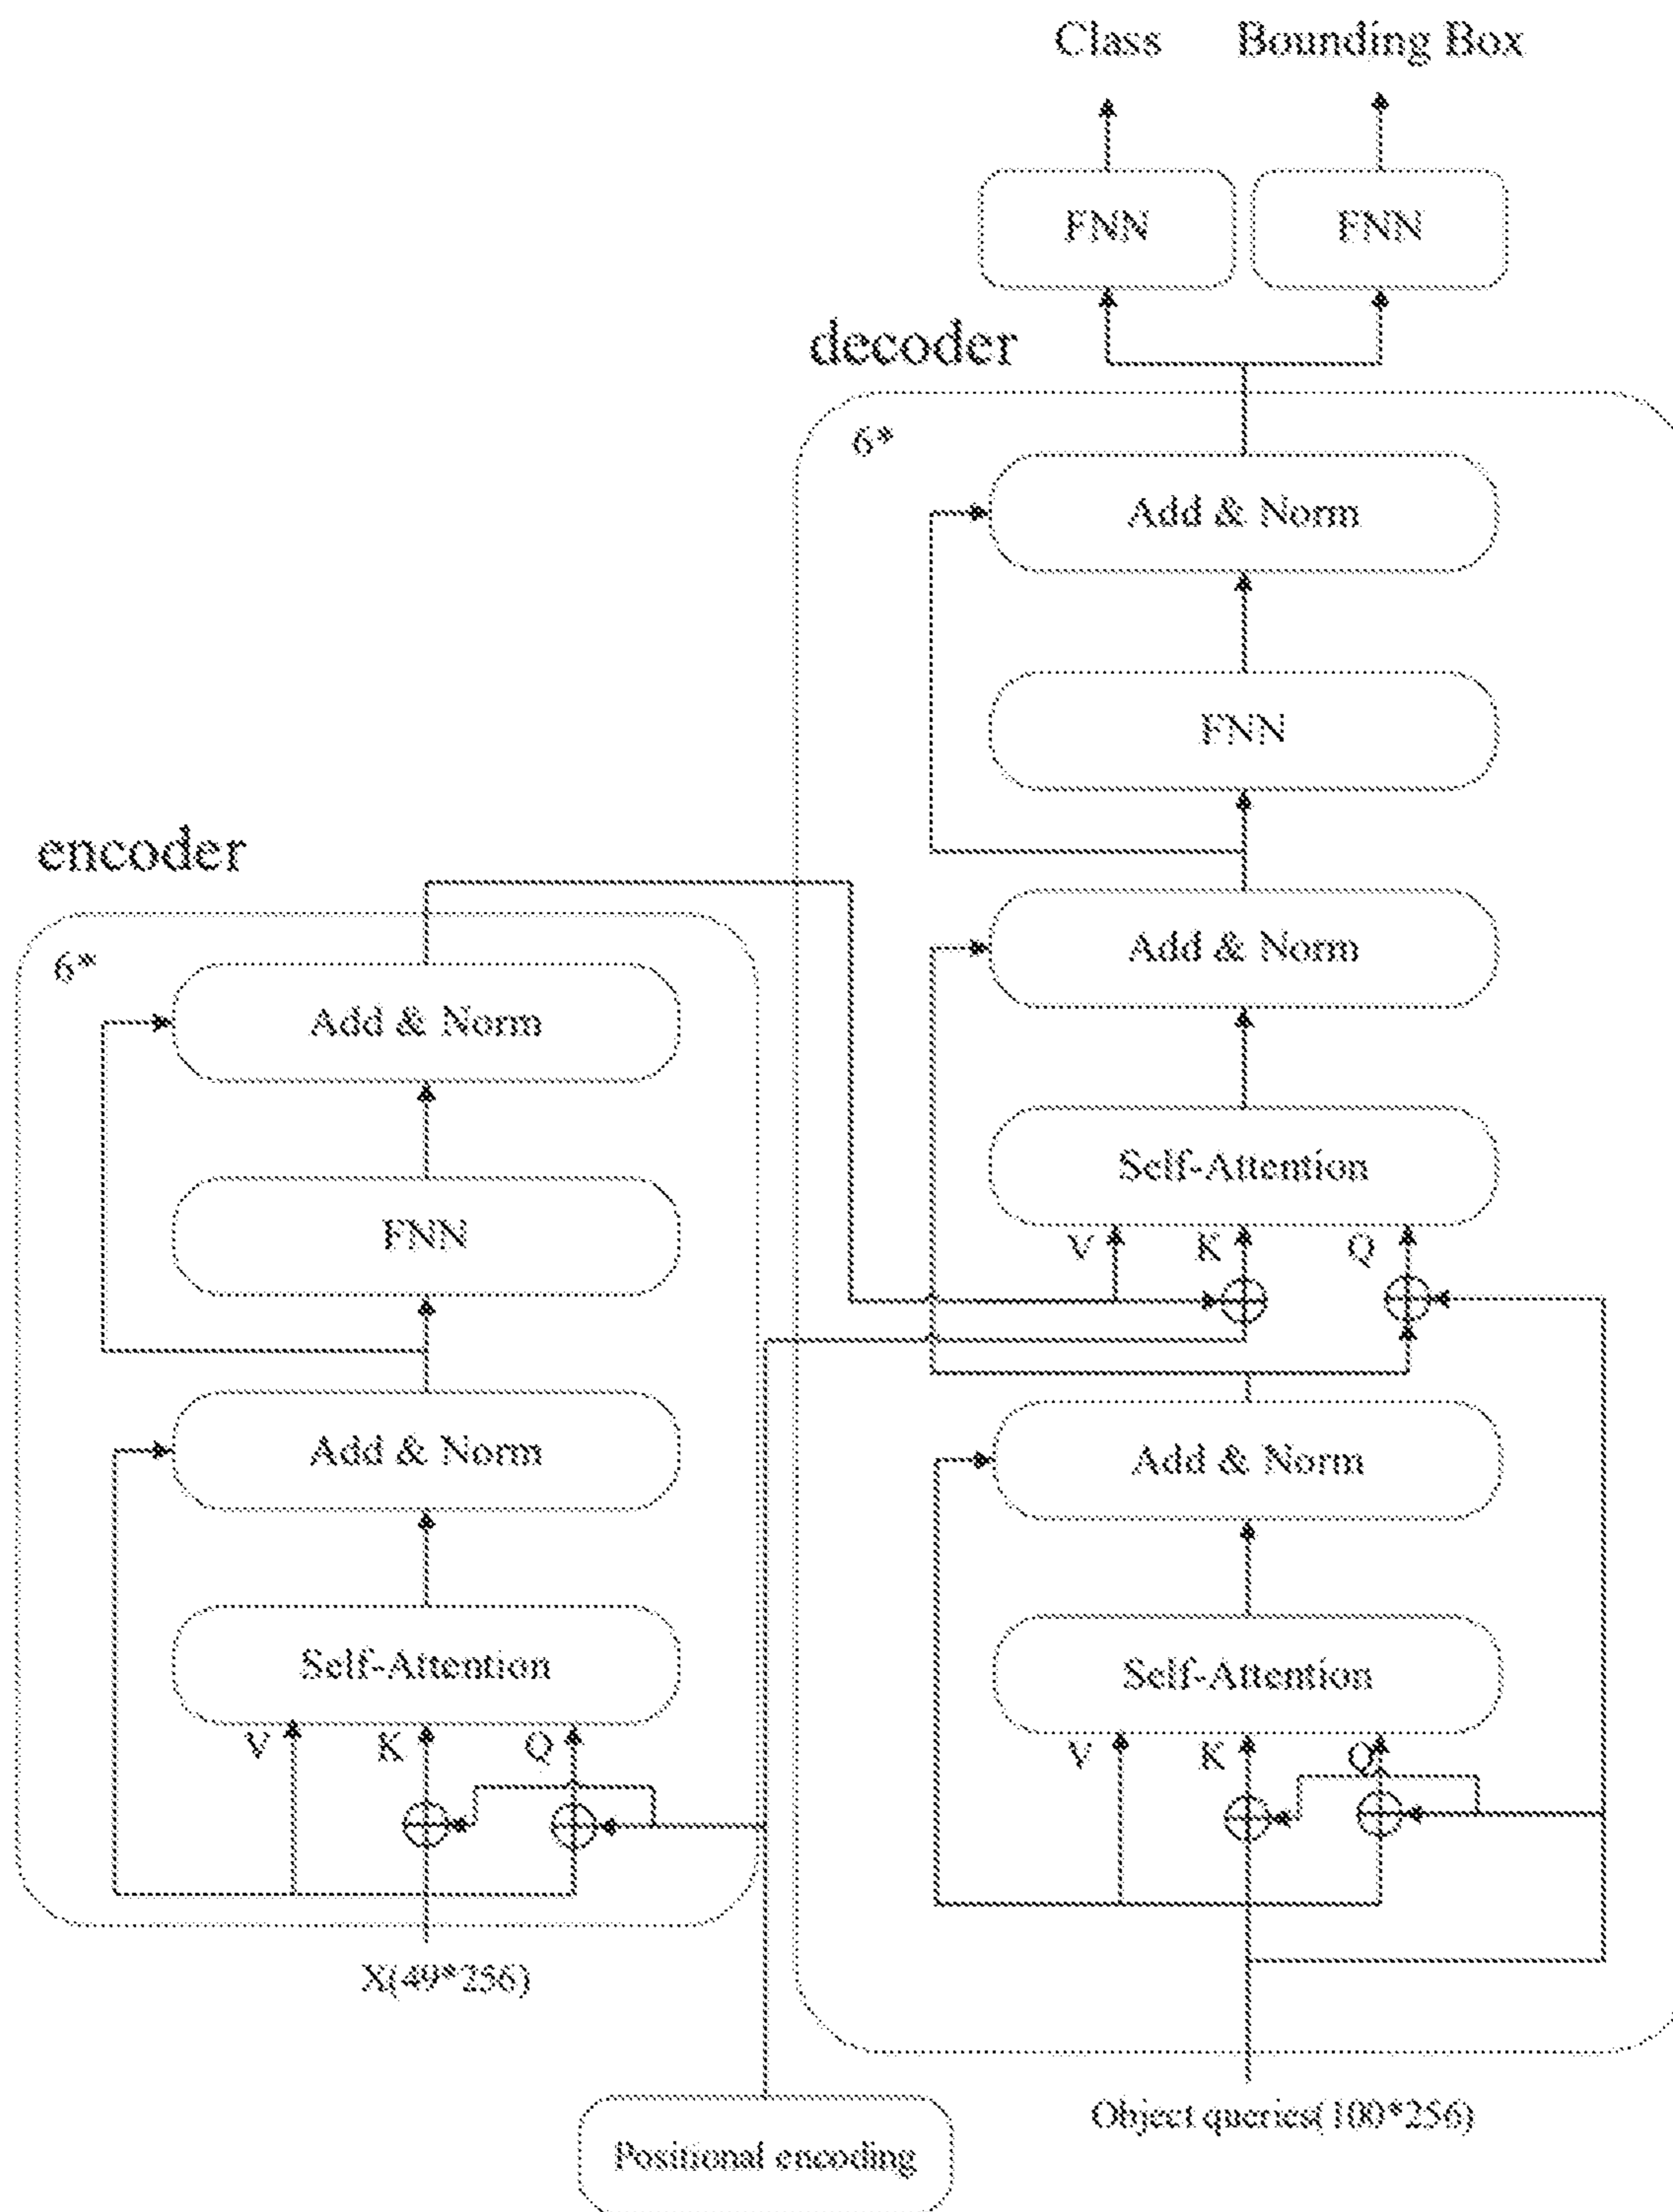 Class Bounding Box
FNN FNN
decoder
6*
Add & Norm
FNN
Add & Norm
Self-Attention
V K Q
Add & Norm
Self-Attention
V K Q
Object queries(100*256)
encoder
6*
Add & Norm
FNN
Add & Norm
Self-Attention
V K Q
X(49*256)
Positional encoding